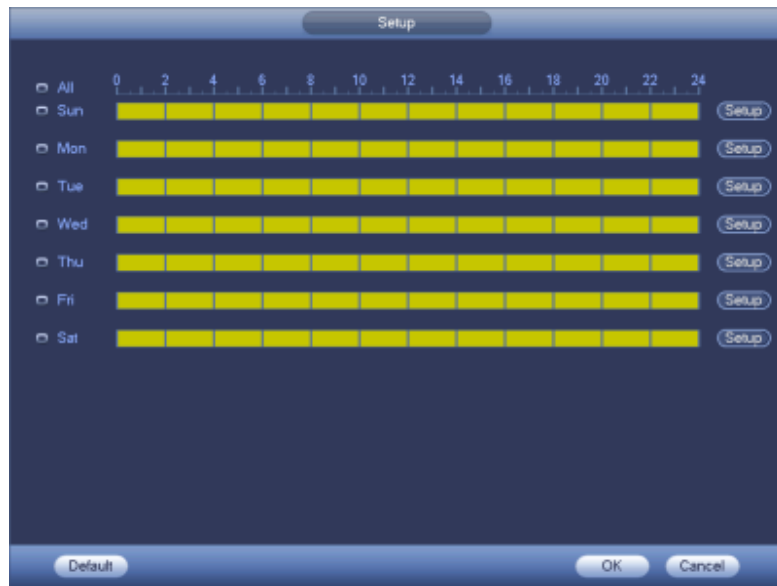 Setup
All 0 2 4 6 8 10 12 14 16 18 20 22 24
Sun Setup
Mon Setup
Tue Setup
Wed Setup
Thu Setup
Fri Setup
Sat Setup
Default OK Cancel